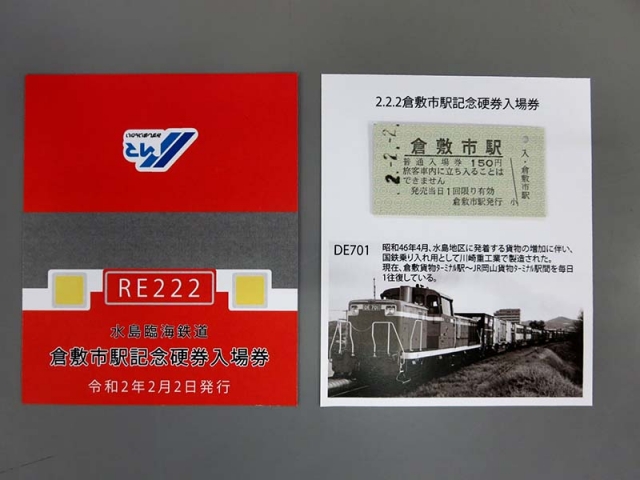 RE222
水島臨海鉄道
倉敷市駅記念硬券入場券
令和2年2月2日発行
2.2.2倉敷市駅記念硬券入場券
2.-2.-2.
倉敷市駅
普通入場券 150円
旅客車内に立ち入ることは
できません
発売当日1回限り有効
倉敷市駅発行
入・倉敷市駅
小
DE701
昭和46年4月、水島地区に発着する貨物の増加に伴い、
国鉄乗り入れ用として川崎重工業で製造された。
現在、倉敷貨物ターミナル駅～JR岡山貨物ターミナル駅間を毎日
1往復している。
DE 701